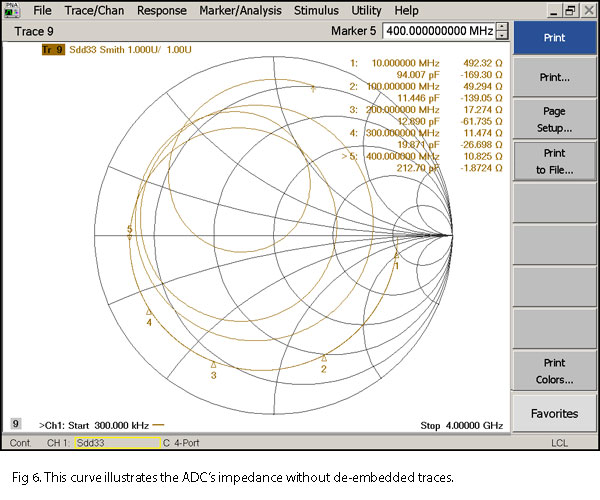 PNA
File Trace/Chan Response Marker/Analysis Stimulus Utility Help
Trace 9
Marker 5 400.000000000 MHz
Tr 9 Sdd33 Smith 1.000U/ 1.00U
1: 10.000000 MHz 492.32 Ω
94.007 pF -169.30 Ω
2: 100.000000 MHz 49.294 Ω
11.446 pF -139.05 Ω
3: 200.000000 MHz 17.274 Ω
12.890 pF -61.735 Ω
4: 300.000000 MHz 11.474 Ω
19.871 pF -26.698 Ω
> 5: 400.000000 MHz 10.825 Ω
212.70 pF -1.8724 Ω
5
1
4
3
2
9
>Ch1: Start 300.000 kHz
Stop 4.00000 GHz
Cont. CH 1: Sdd33 C 4-Port LCL
Print
Print...
Page
Setup...
Print
to File...
Print
Colors...
Favorites
Fig 6. This curve illustrates the ADC's impedance without de-embedded traces.